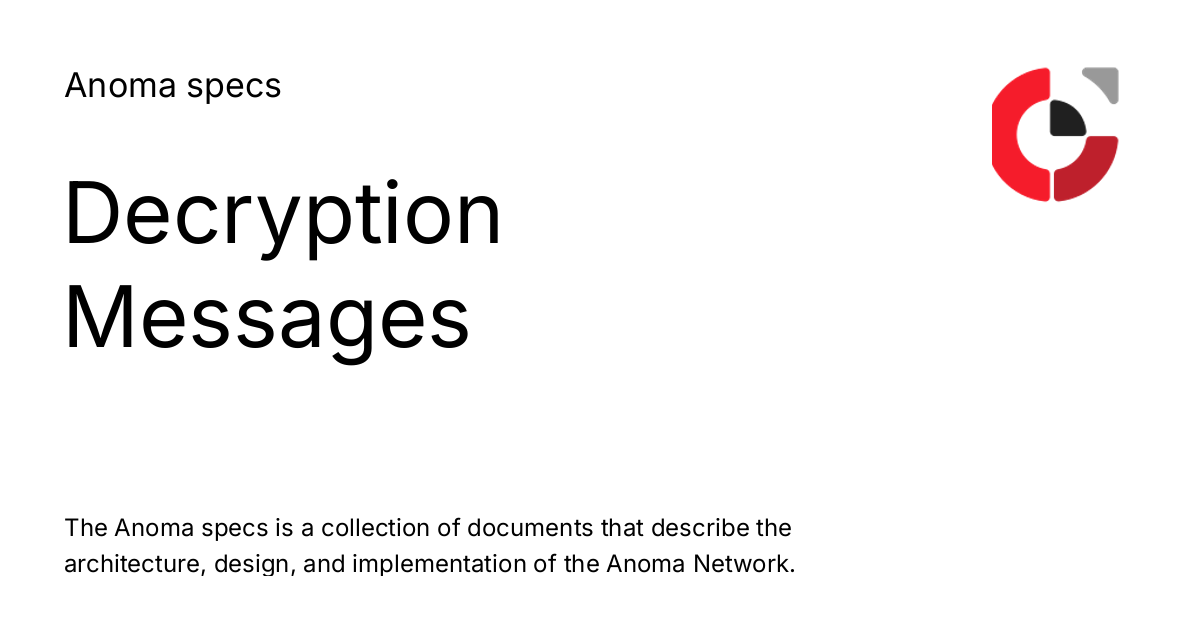 Anoma specs
Decryption
Messages
The Anoma specs is a collection of documents that describe the
architecture, design, and implementation of the Anoma Network.